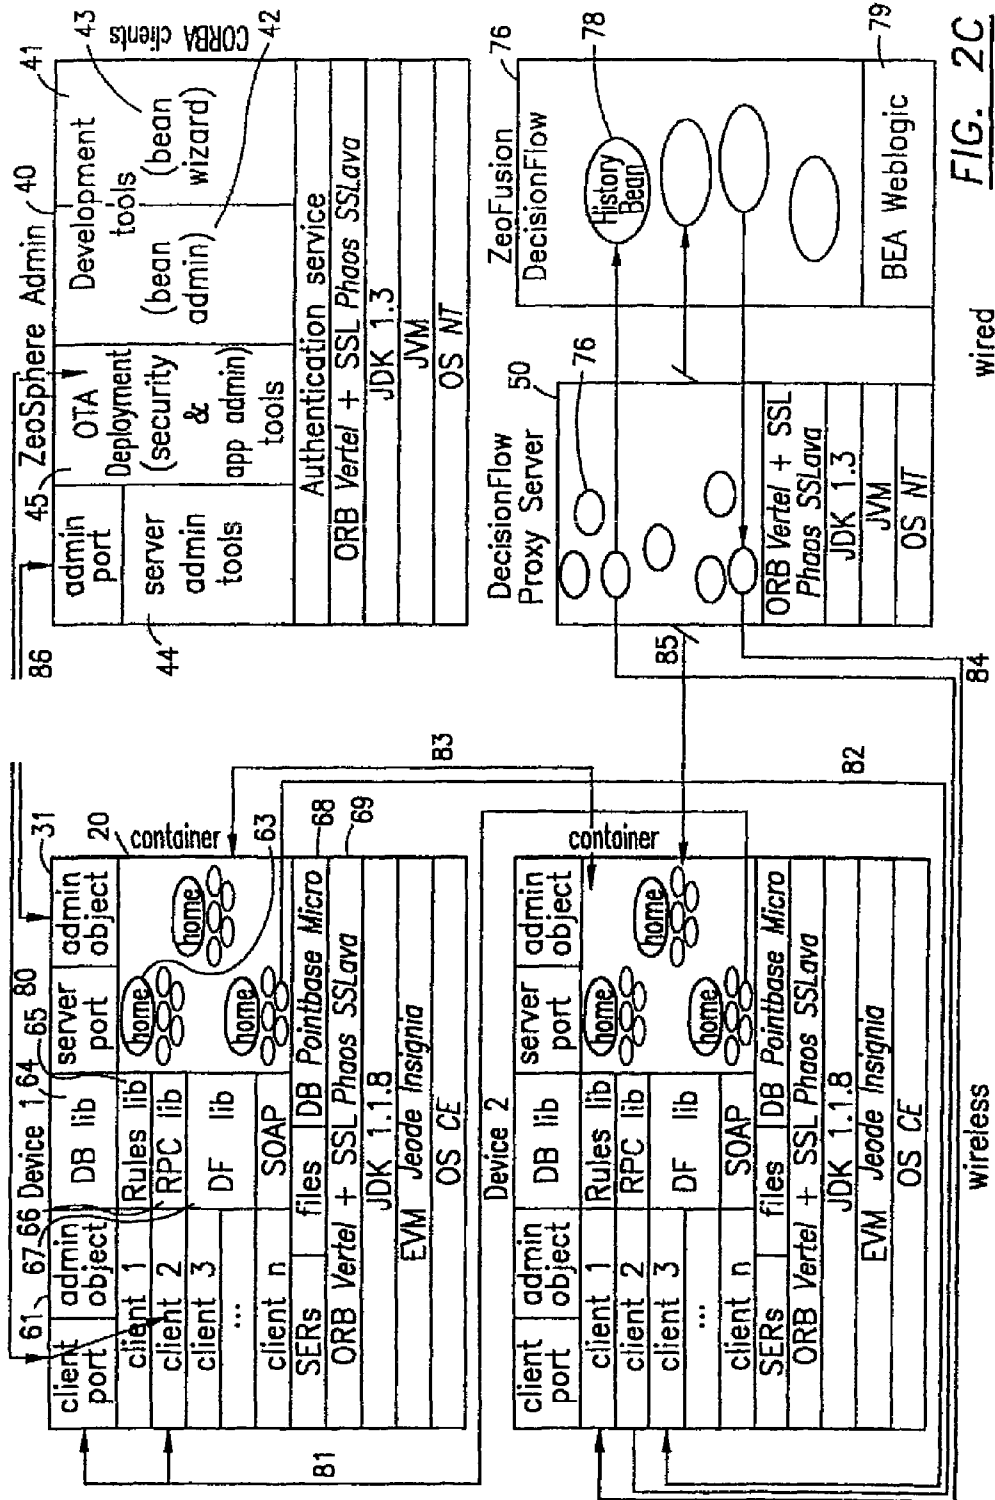 61
67
66 Device 1, 64
65
80
31
client port
admin object
DB lib
server port
admin object
20
container
client 1
Rules lib
home
client 2
RPC lib
home
client 3
DF lib
home
...
63
client n
SOAP
SERs
files
DB Pointbase Micro
68
ORB Vertel + SSL Phaos SSLava
69
JDK 1.1.8
EVM Jeode Insignia
OS CE
81
83
82
Device 2
client port
admin object
DB lib
server port
admin object
container
client 1
Rules lib
home
client 2
RPC lib
home
client 3
DF lib
home
...
client n
SOAP
SERs
files
DB Pointbase Micro
ORB Vertel + SSL Phaos SSLava
JDK 1.1.8
EVM Jeode Insignia
OS CE
wireless
86
45
ZeoSphere Admin
40
41
43
CORBA clients
42
admin port
server admin tools
44
OTA
Deployment
(security
&
app admin)
tools
Development
tools
(bean
admin)
(bean
wizard)
Authentication service
ORB Vertel + SSL Phaos SSLava
JDK 1.3
JVM
OS NT
85
84
DecisionFlow
Proxy Server
50
76
ORB Vertel + SSL
Phaos SSLava
JDK 1.3
JVM
OS NT
ZeoFusion
DecisionFlow
76
78
History
Bean
BEA Weblogic
79
wired
FIG. 2C